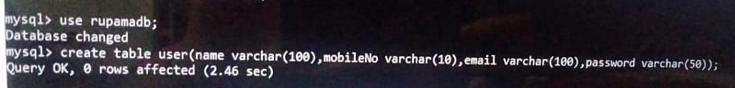 mysql> use rupamadb;
Database changed
mysql> create table user(name varchar(100),mobileNo varchar(10),email varchar(100),password varchar(50));
Query OK, 0 rows affected (2.46 sec)